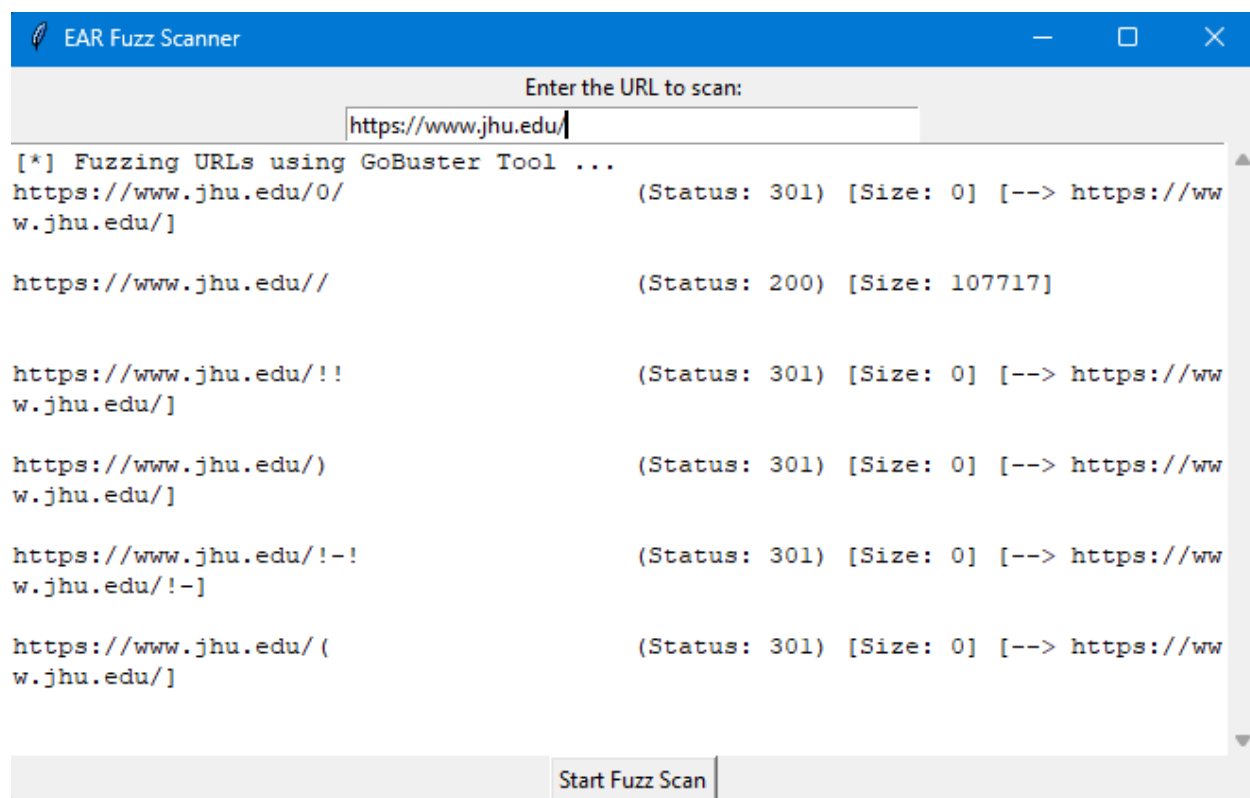 EAR Fuzz Scanner
Enter the URL to scan:
https://www.jhu.edu/
[*] Fuzzing URLs using GoBuster Tool ...
https://www.jhu.edu/0/ (Status: 301) [Size: 0] [--> https://ww
w.jhu.edu/]
https://www.jhu.edu// (Status: 200) [Size: 107717]
https://www.jhu.edu/!! (Status: 301) [Size: 0] [--> https://ww
w.jhu.edu/]
https://www.jhu.edu/) (Status: 301) [Size: 0] [--> https://ww
w.jhu.edu/]
https://www.jhu.edu/!-! (Status: 301) [Size: 0] [--> https://ww
w.jhu.edu/!-]
https://www.jhu.edu/( (Status: 301) [Size: 0] [--> https://ww
w.jhu.edu/]
Start Fuzz Scan